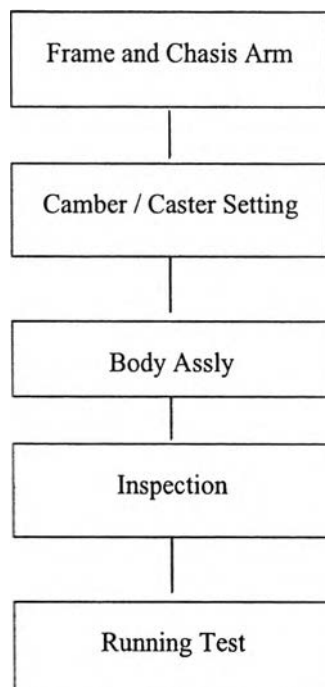 Frame and Chasis Arm
Camber / Caster Setting
Body Assly
Inspection
Running Test